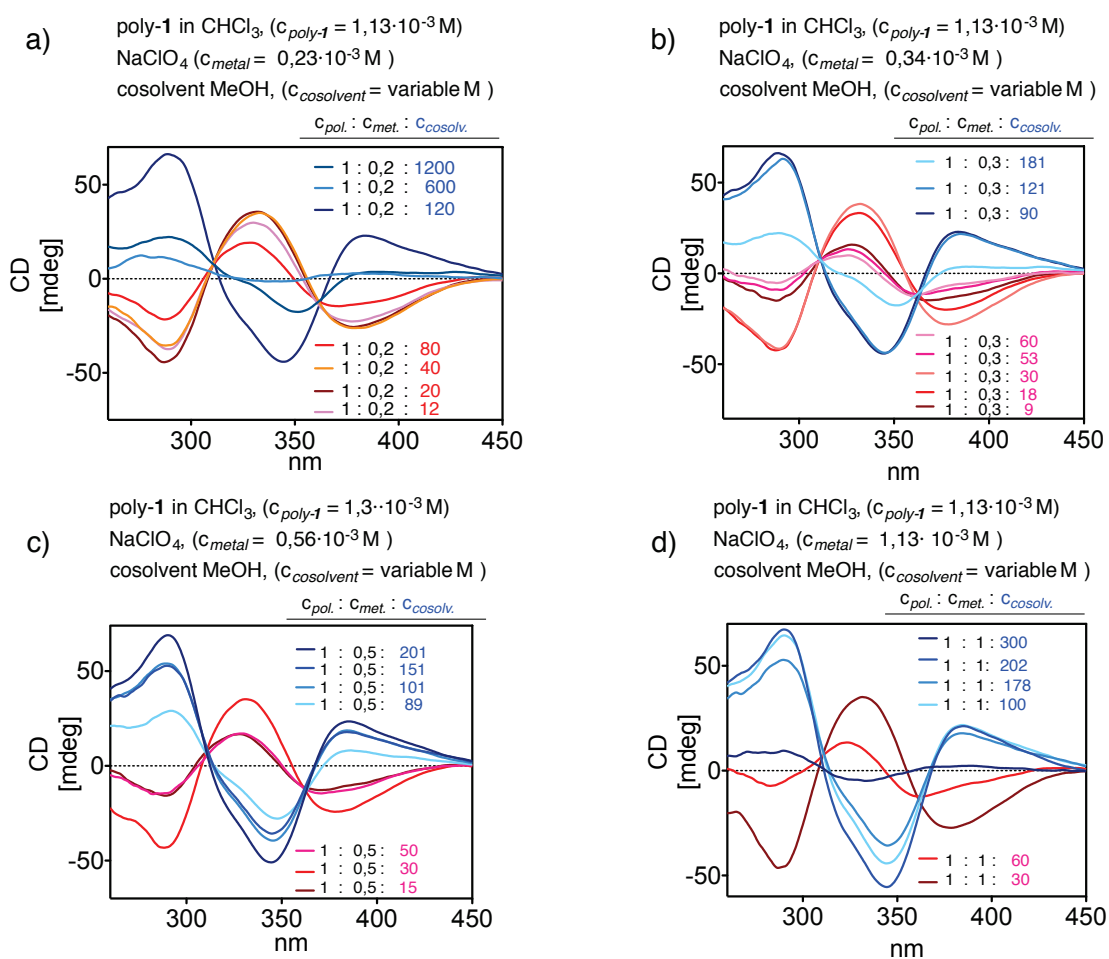 a)
poly-1 in CHCl3, (cpoly-1 = 1,13·10-3 M)
NaClO4 (cmetal = 0,23·10-3 M)
cosolvent MeOH, (ccosolvent = variable M )
cpol. : cmet. : ccosolv.
1 : 0,2 : 1200
1 : 0,2 : 600
1 : 0,2 : 120
1 : 0,2 : 80
1 : 0,2 : 40
1 : 0,2 : 20
1 : 0,2 : 12
CD
[mdeg]
50
0
-50
300 350 400 450
nm
b)
poly-1 in CHCl3, (cpoly-1 = 1,13·10-3 M)
NaClO4, (cmetal = 0,34·10-3 M)
cosolvent MeOH, (ccosolvent = variable M )
cpol. : cmet. : ccosolv.
1 : 0,3: 181
1 : 0,3: 121
1 : 0,3: 90
1 : 0,3: 60
1 : 0,3: 53
1 : 0,3: 30
1 : 0,3: 18
1 : 0,3: 9
CD
[mdeg]
50
0
-50
300 350 400 450
nm
c)
poly-1 in CHCl3, (cpoly-1 = 1,3··10-3 M)
NaClO4, (cmetal = 0,56·10-3 M)
cosolvent MeOH, (ccosolvent = variable M )
cpol. : cmet. : ccosolv.
1 : 0,5: 201
1 : 0,5: 151
1 : 0,5: 101
1 : 0,5: 89
1 : 0,5: 50
1 : 0,5: 30
1 : 0,5: 15
CD
[mdeg]
50
0
-50
300 350 400 450
nm
d)
poly-1 in CHCl3, (cpoly-1 = 1,13·10-3 M)
NaClO4, (cmetal = 1,13· 10-3 M)
cosolvent MeOH, (ccosolvent = variable M )
cpol. : cmet. : ccosolv.
1 : 1: 300
1 : 1: 202
1 : 1: 178
1 : 1: 100
1 : 1: 60
1 : 1: 30
CD
[mdeg]
50
0
-50
300 350 400 450
nm